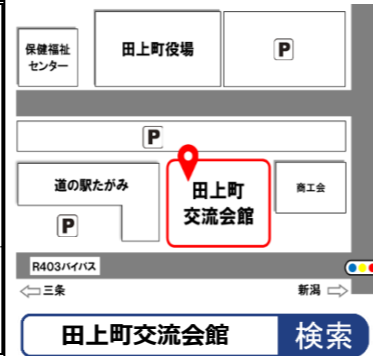 保健福祉
センター
田上町役場
P
P
道の駅たがみ
P
田上町
交流会館
商工会
R403バイパス
三条
新潟
田上町交流会館
検索